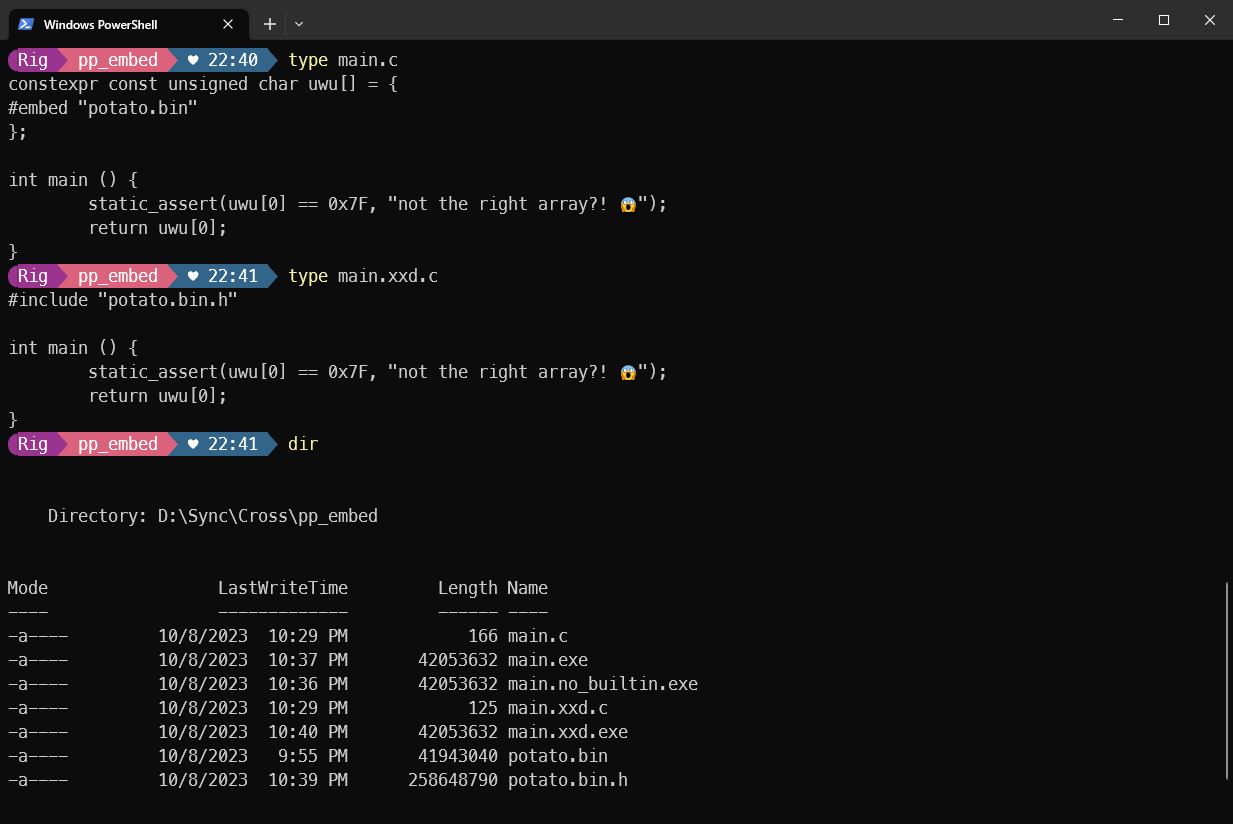 Windows PowerShell
Rig pp_embed ♥ 22:40 type main.c
constexpr const unsigned char uwu[] = {
#embed "potato.bin"
};
int main () {
static_assert(uwu[0] == 0x7F, "not the right array?! 😱");
return uwu[0];
}
Rig pp_embed ♥ 22:41 type main.xxd.c
#include "potato.bin.h"
int main () {
static_assert(uwu[0] == 0x7F, "not the right array?! 😱");
return uwu[0];
}
Rig pp_embed ♥ 22:41 dir
Directory: D:\Sync\Cross\pp_embed
Mode LastWriteTime Length Name
---- ------------- ------ ----
-a---- 10/8/2023 10:29 PM 166 main.c
-a---- 10/8/2023 10:37 PM 42053632 main.exe
-a---- 10/8/2023 10:36 PM 42053632 main.no_builtin.exe
-a---- 10/8/2023 10:29 PM 125 main.xxd.c
-a---- 10/8/2023 10:40 PM 42053632 main.xxd.exe
-a---- 10/8/2023 9:55 PM 41943040 potato.bin
-a---- 10/8/2023 10:39 PM 258648790 potato.bin.h